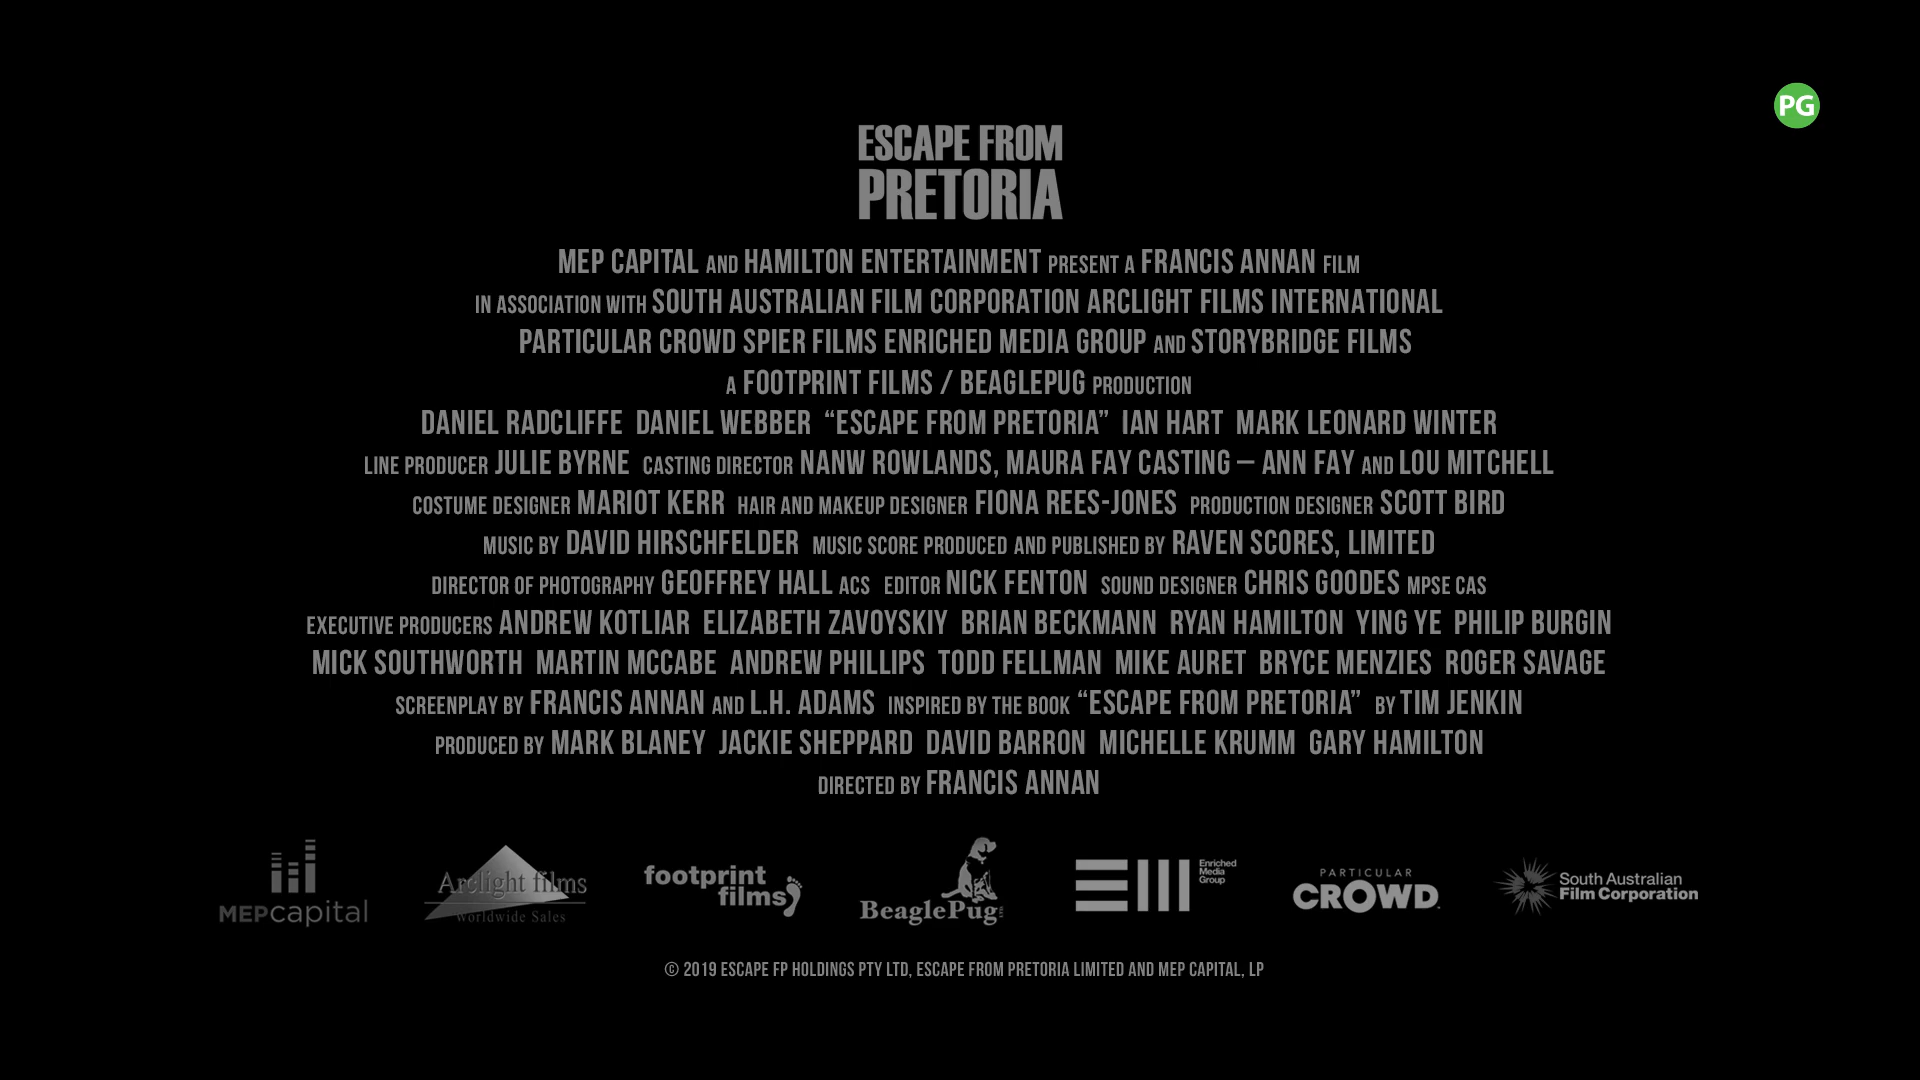 PG
ESCAPE FROM
PRETORIA
MEP CAPITAL AND HAMILTON ENTERTAINMENT PRESENT A FRANCIS ANNAN FILM
IN ASSOCIATION WITH SOUTH AUSTRALIAN FILM CORPORATION ARCLIGHT FILMS INTERNATIONAL
PARTICULAR CROWD SPIER FILMS ENRICHED MEDIA GROUP AND STORYBRIDGE FILMS
A FOOTPRINT FILMS / BEAGLEPUG PRODUCTION
DANIEL RADCLIFFE DANIEL WEBBER “ESCAPE FROM PRETORIA” IAN HART MARK LEONARD WINTER
LINE PRODUCER JULIE BYRNE CASTING DIRECTOR NANW ROWLANDS, MAURA FAY CASTING – ANN FAY AND LOU MITCHELL
COSTUME DESIGNER MARIOT KERR HAIR AND MAKEUP DESIGNER FIONA REES-JONES PRODUCTION DESIGNER SCOTT BIRD
MUSIC BY DAVID HIRSCHFELDER MUSIC SCORE PRODUCED AND PUBLISHED BY RAVEN SCORES, LIMITED
DIRECTOR OF PHOTOGRAPHY GEOFFREY HALL ACS EDITOR NICK FENTON SOUND DESIGNER CHRIS GOODES MPSE CAS
EXECUTIVE PRODUCERS ANDREW KOTLIAR ELIZABETH ZAVOYSKIY BRIAN BECKMANN RYAN HAMILTON YING YE PHILIP BURGIN
MICK SOUTHWORTH MARTIN MCCABE ANDREW PHILLIPS TODD FELLMAN MIKE AURET BRYCE MENZIES ROGER SAVAGE
SCREENPLAY BY FRANCIS ANNAN AND L.H. ADAMS INSPIRED BY THE BOOK “ESCAPE FROM PRETORIA” BY TIM JENKIN
PRODUCED BY MARK BLANEY JACKIE SHEPPARD DAVID BARRON MICHELLE KRUMM GARY HAMILTON
DIRECTED BY FRANCIS ANNAN
MEPcapital
Arclight films
Worldwide Sales
footprint
films
BeaglePug
Enriched
Media
Group
PARTICULAR
CROWD.
South Australian
Film Corporation
© 2019 ESCAPE FP HOLDINGS PTY LTD, ESCAPE FROM PRETORIA LIMITED AND MEP CAPITAL, LP